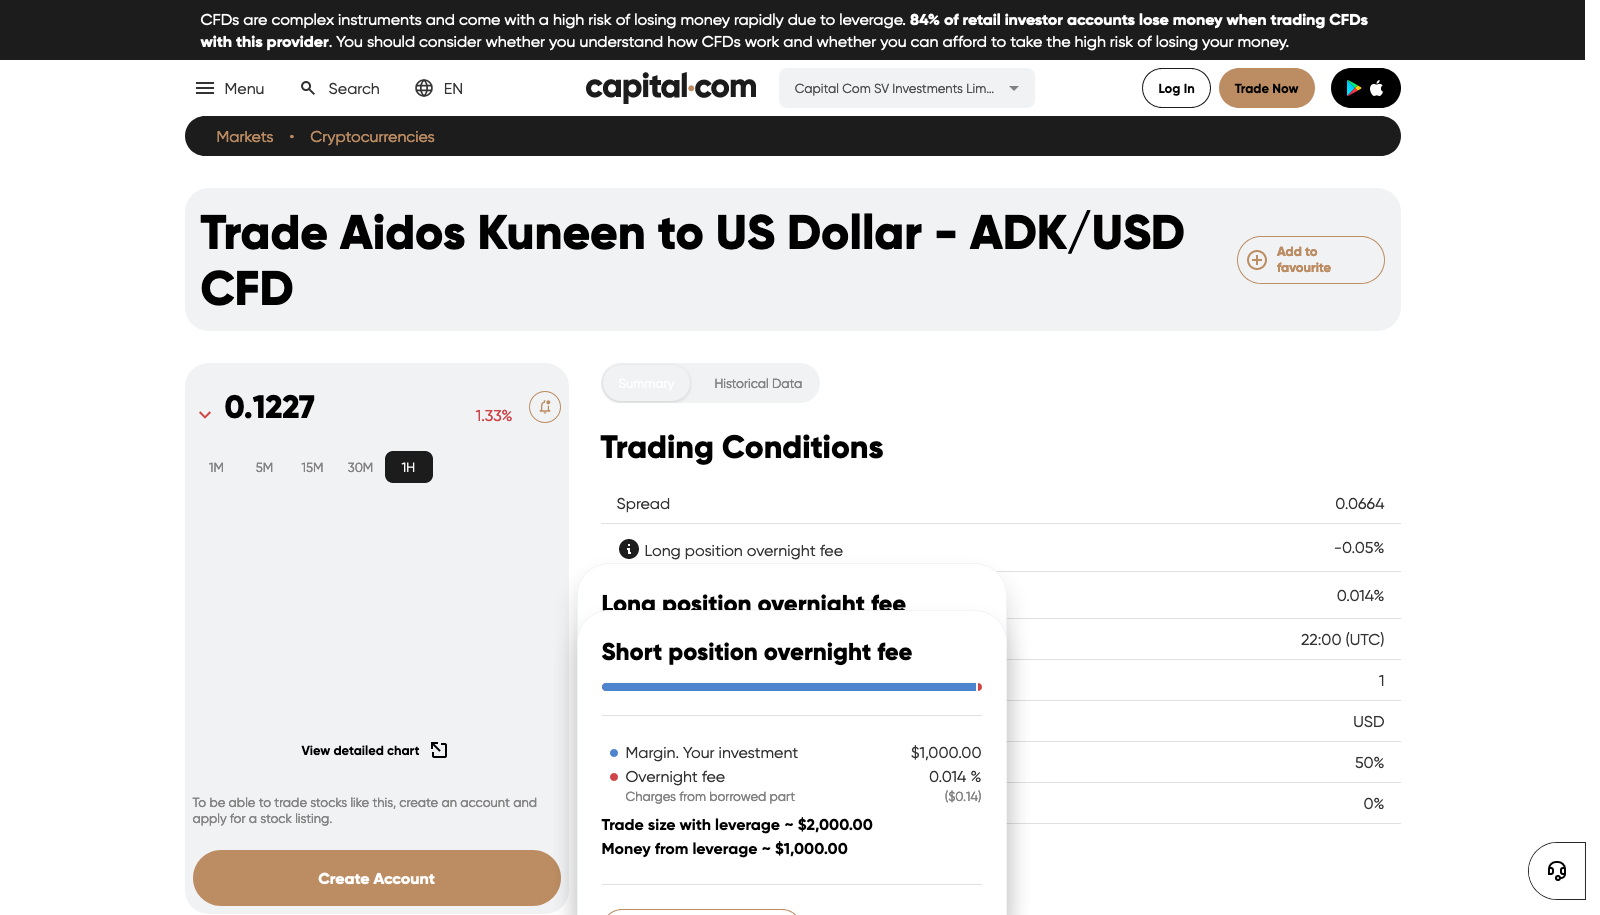 CFDs are complex instruments and come with a high risk of losing money rapidly due to leverage. 84% of retail investor accounts lose money when trading CFDs
with this provider. You should consider whether you understand how CFDs work and whether you can afford to take the high risk of losing your money.
Menu
Search
EN
capital.com
Capital Com SV Investments Lim...
Log In
Trade Now
Markets • Cryptocurrencies
Trade Aidos Kuneen to US Dollar - ADK/USD
CFD
Add to
favourite
0.1227
1.33%
1M 5M 15M 30M 1H
View detailed chart
To be able to trade stocks like this, create an account and
apply for a stock listing.
Create Account
Summary
Historical Data
Trading Conditions
Spread 0.0664
Long position overnight fee -0.05%
0.014%
22:00 (UTC)
1
USD
50%
0%
Long position overnight fee
Short position overnight fee
Margin. Your investment $1,000.00
Overnight fee 0.014 %
Charges from borrowed part ($0.14)
Trade size with leverage ~ $2,000.00
Money from leverage ~ $1,000.00